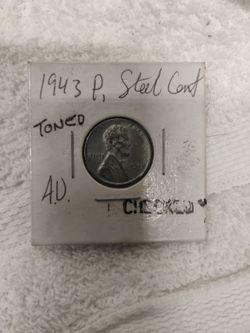 1943 P, Steel Cent
TONED
A.U.
CHECKED